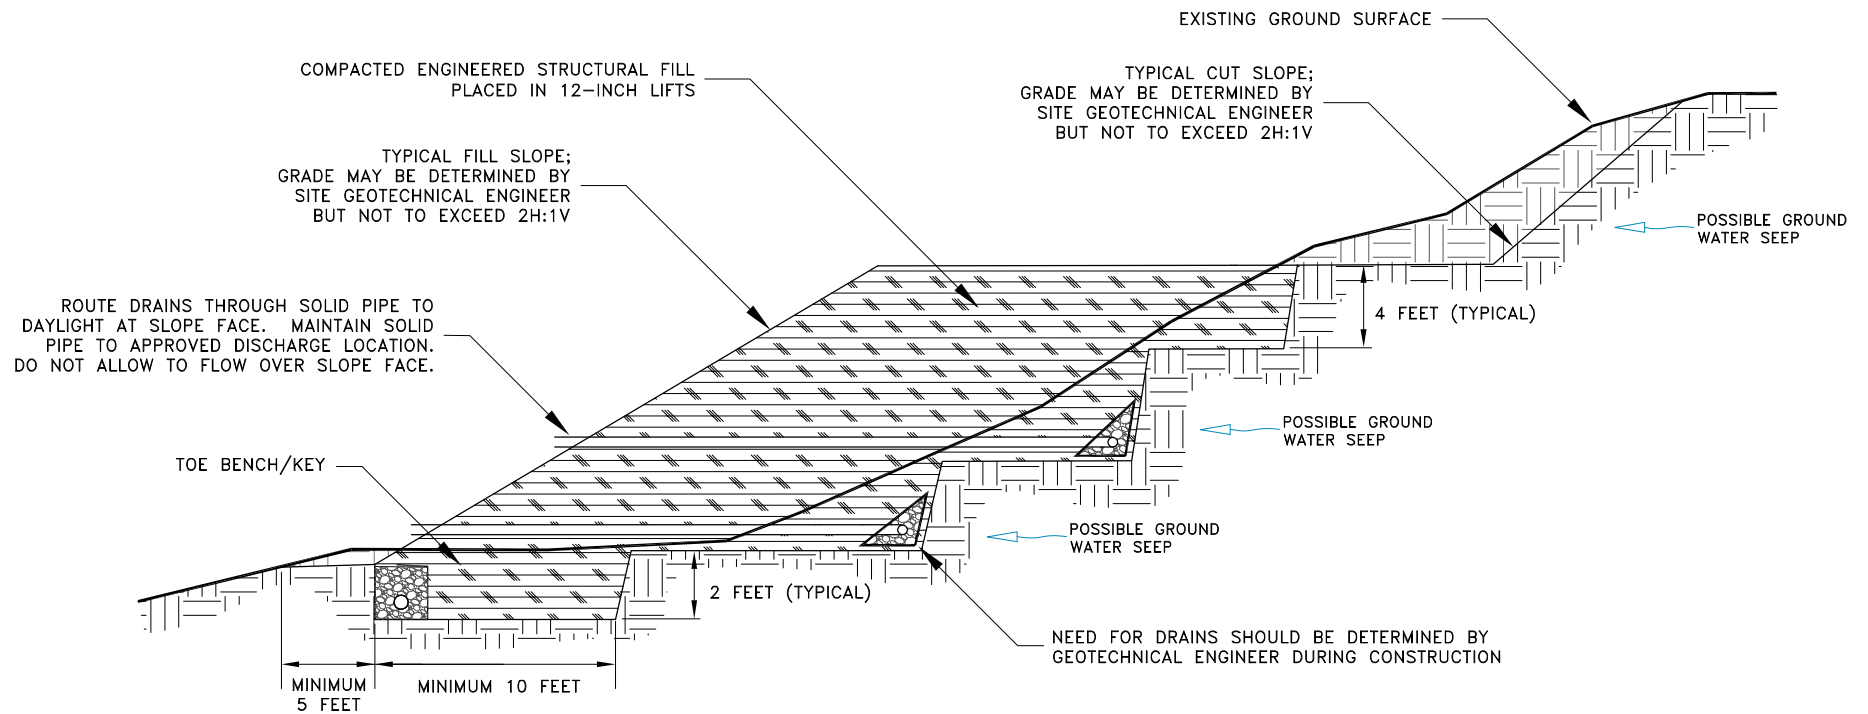 EXISTING GROUND SURFACE
COMPACTED ENGINEERED STRUCTURAL FILL
PLACED IN 12-INCH LIFTS
TYPICAL CUT SLOPE;
GRADE MAY BE DETERMINED BY
SITE GEOTECHNICAL ENGINEER
BUT NOT TO EXCEED 2H:1V
TYPICAL FILL SLOPE;
GRADE MAY BE DETERMINED BY
SITE GEOTECHNICAL ENGINEER
BUT NOT TO EXCEED 2H:1V
POSSIBLE GROUND
WATER SEEP
ROUTE DRAINS THROUGH SOLID PIPE TO
DAYLIGHT AT SLOPE FACE. MAINTAIN SOLID
PIPE TO APPROVED DISCHARGE LOCATION.
DO NOT ALLOW TO FLOW OVER SLOPE FACE.
4 FEET (TYPICAL)
POSSIBLE GROUND
WATER SEEP
TOE BENCH/KEY
POSSIBLE GROUND
WATER SEEP
2 FEET (TYPICAL)
NEED FOR DRAINS SHOULD BE DETERMINED BY
GEOTECHNICAL ENGINEER DURING CONSTRUCTION
MINIMUM
5 FEET
MINIMUM 10 FEET